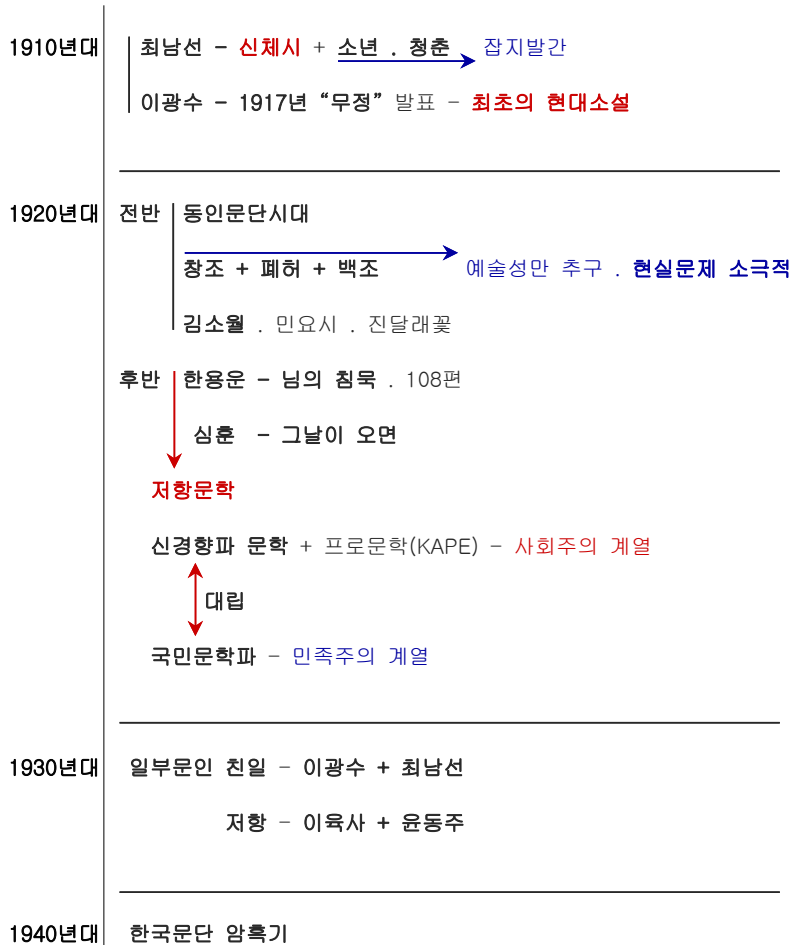 1910년대 최남선 - 신체시 + 소년 . 청춘 잡지발간
이광수 - 1917년 “무정” 발표 - 최초의 현대소설
1920년대 전반 동인문단시대
창조 + 폐허 + 백조 예술성만 추구 . 현실문제 소극적
김소월 . 민요시 . 진달래꽃
후반 한용운 - 님의 침묵 . 108편
심훈 - 그날이 오면
저항문학
신경향파 문학 + 프로문학(KAPE) - 사회주의 계열
대립
국민문학파 - 민족주의 계열
1930년대 일부문인 친일 - 이광수 + 최남선
저항 - 이육사 + 윤동주
1940년대 한국문단 암흑기